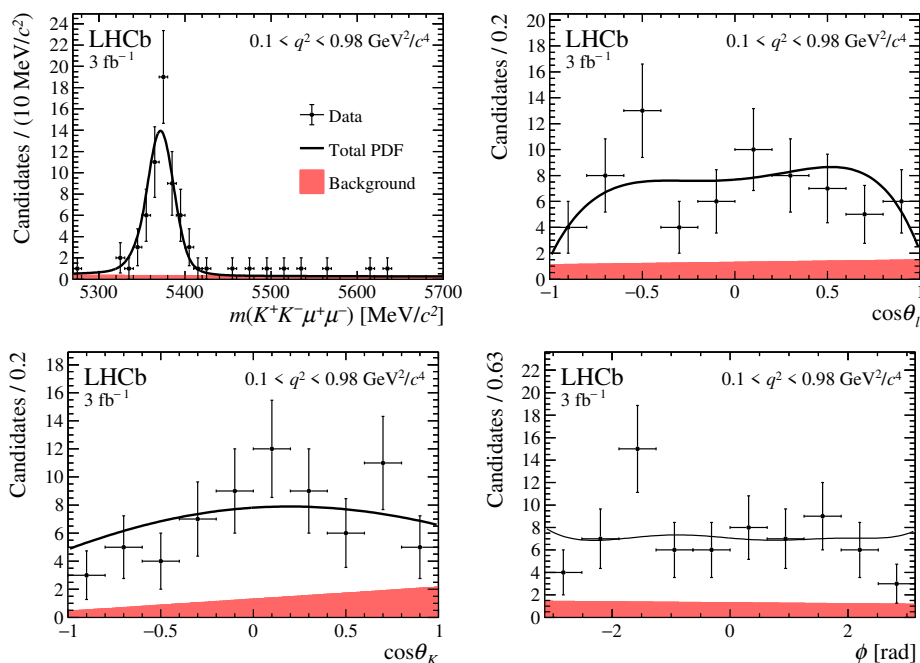 LHCb
3 fb⁻¹
0.1 < q² < 0.98 GeV²/c⁴
Candidates / (10 MeV/c²)
24
22
20
18
16
14
12
10
8
6
4
2
0
Data
Total PDF
Background
5300 5400 5500 5600 5700
m(K⁺K⁻μ⁺μ⁻) [MeV/c²]
LHCb
3 fb⁻¹
0.1 < q² < 0.98 GeV²/c⁴
Candidates / 0.2
20
18
16
14
12
10
8
6
4
2
0
−1 −0.5 0 0.5 1
cosθ_l
LHCb
3 fb⁻¹
0.1 < q² < 0.98 GeV²/c⁴
Candidates / 0.2
18
16
14
12
10
8
6
4
2
0
−1 −0.5 0 0.5 1
cosθ_K
LHCb
3 fb⁻¹
0.1 < q² < 0.98 GeV²/c⁴
Candidates / 0.63
22
20
18
16
14
12
10
8
6
4
2
0
−2 0 2
ϕ [rad]